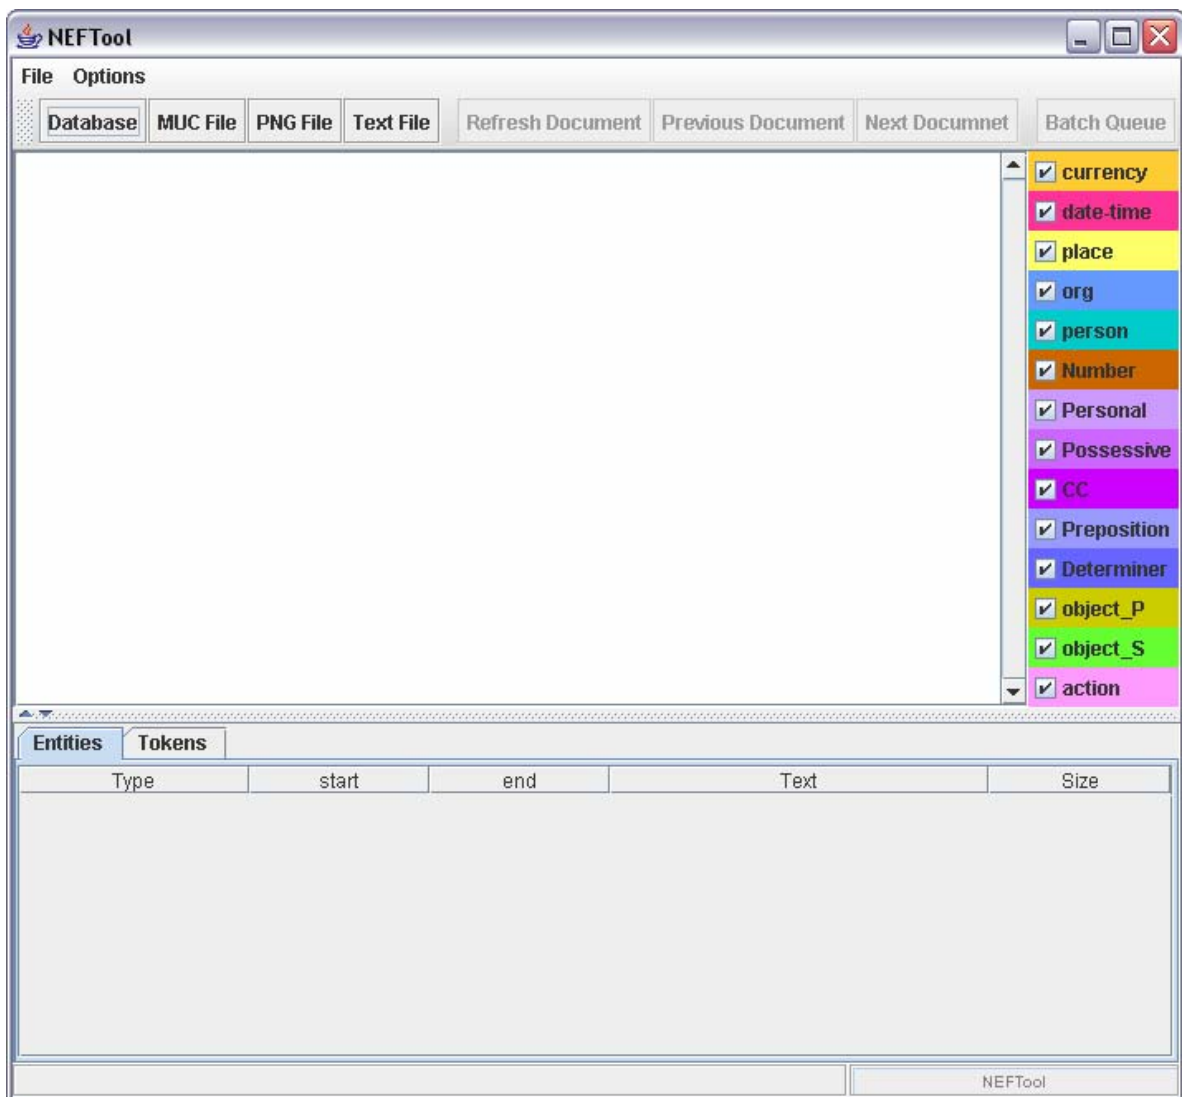 NEFTool
File Options
Database MUC File PNG File Text File Refresh Document Previous Document Next Documnet Batch Queue
currency
date-time
place
org
person
Number
Personal
Possessive
CC
Preposition
Determiner
object_P
object_S
action
Entities Tokens
Type start end Text Size
NEFTool